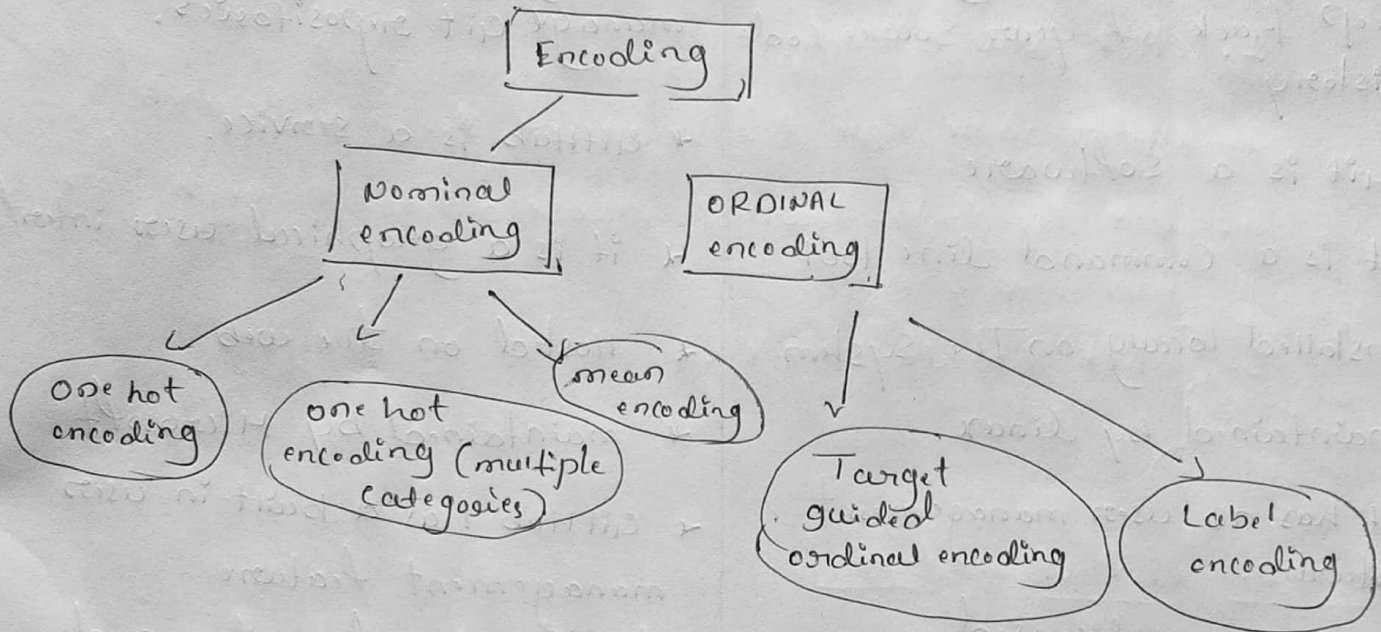 Encoding
Nominal
encoding
ORDINAL
encoding
One hot
encoding
one hot
encoding (multiple
categories)
mean
encoding
Target
guided
ordinal encoding
Label
encoding